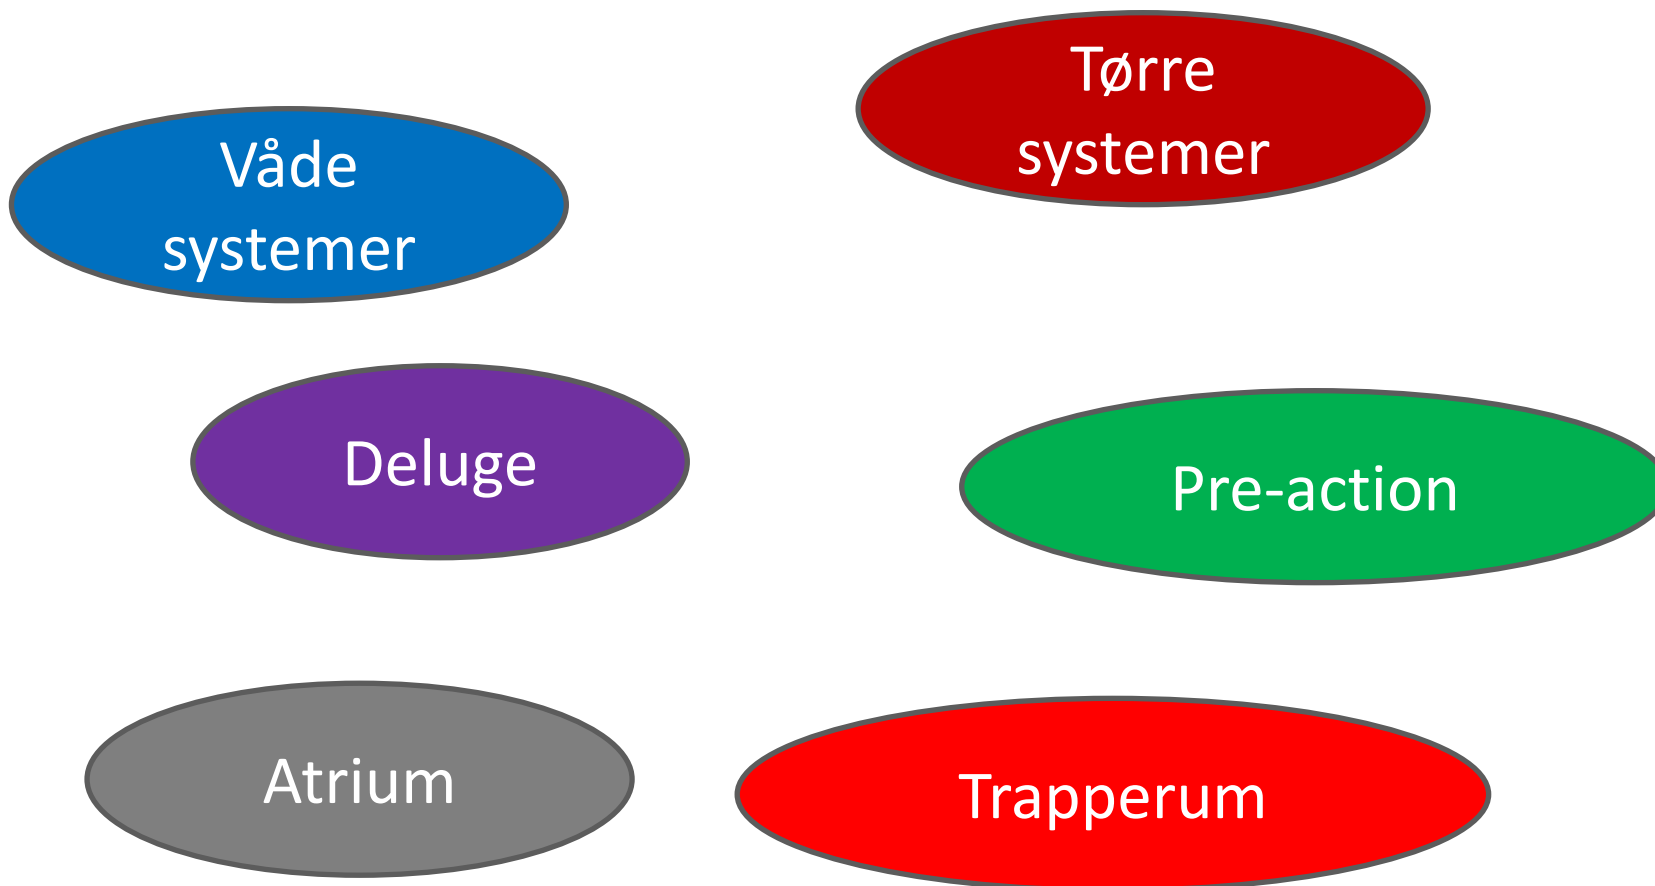 Våde
systemer
Tørre
systemer
Deluge
Pre-action
Atrium
Trapperum